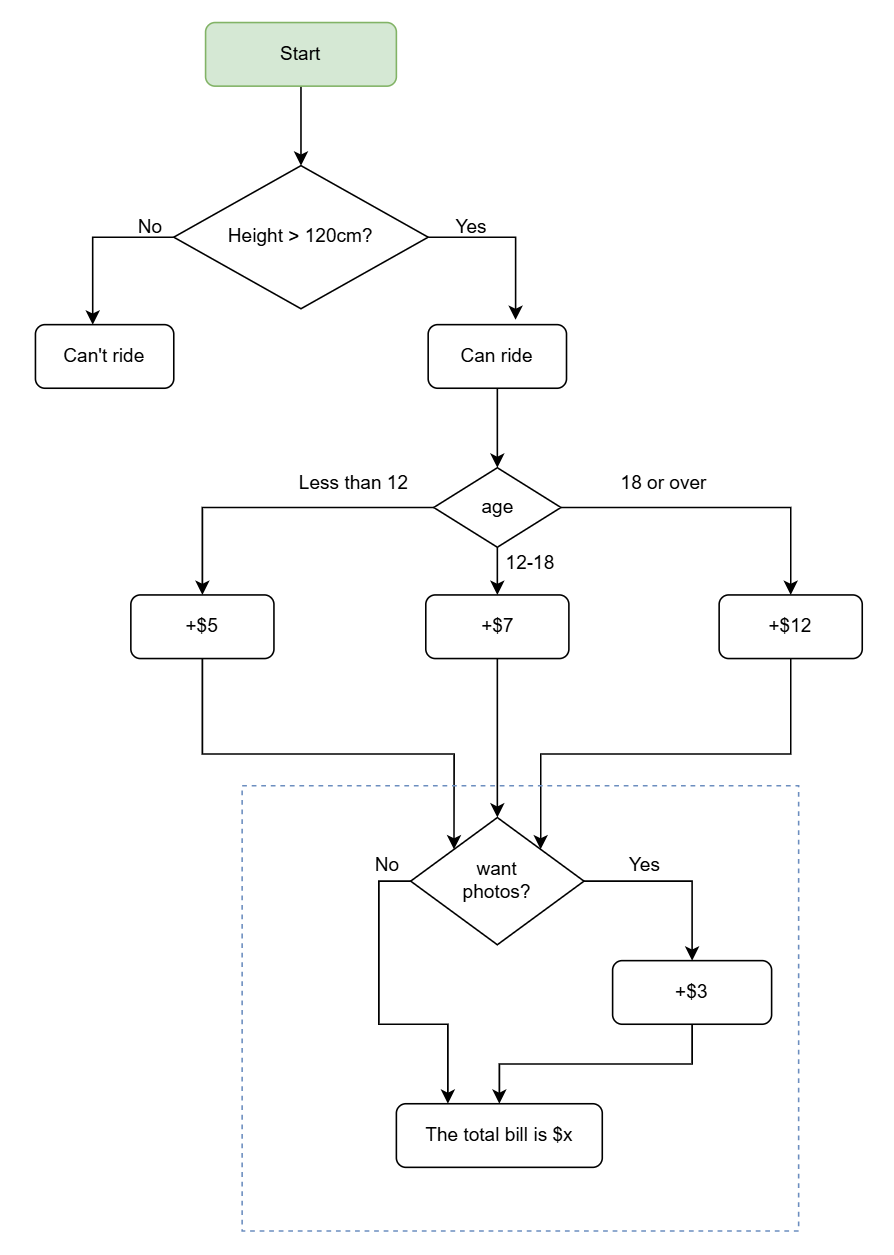 Start
Height > 120cm?
No
Yes
Can't ride
Can ride
Less than 12
age
18 or over
12-18
+$5
+$7
+$12
No
want
photos?
Yes
+$3
The total bill is $x